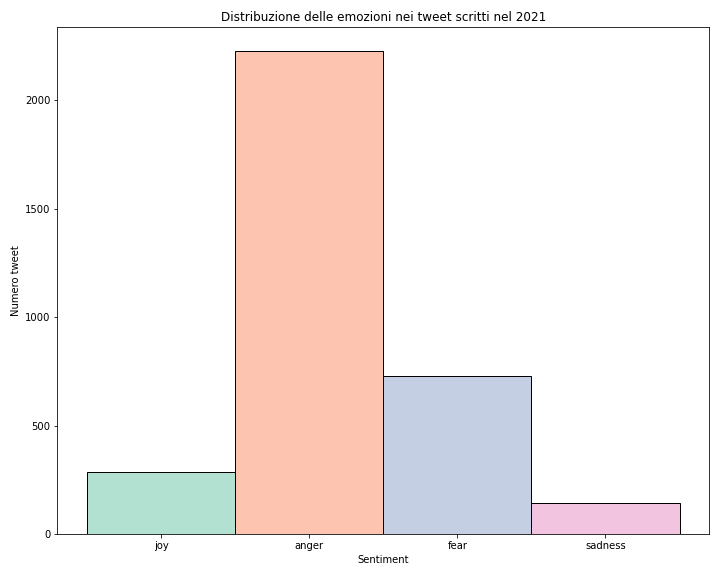 Distribuzione delle emozioni nei tweet scritti nel 2021
2000
1500
1000
500
0
Numero tweet
joy anger fear sadness
Sentiment